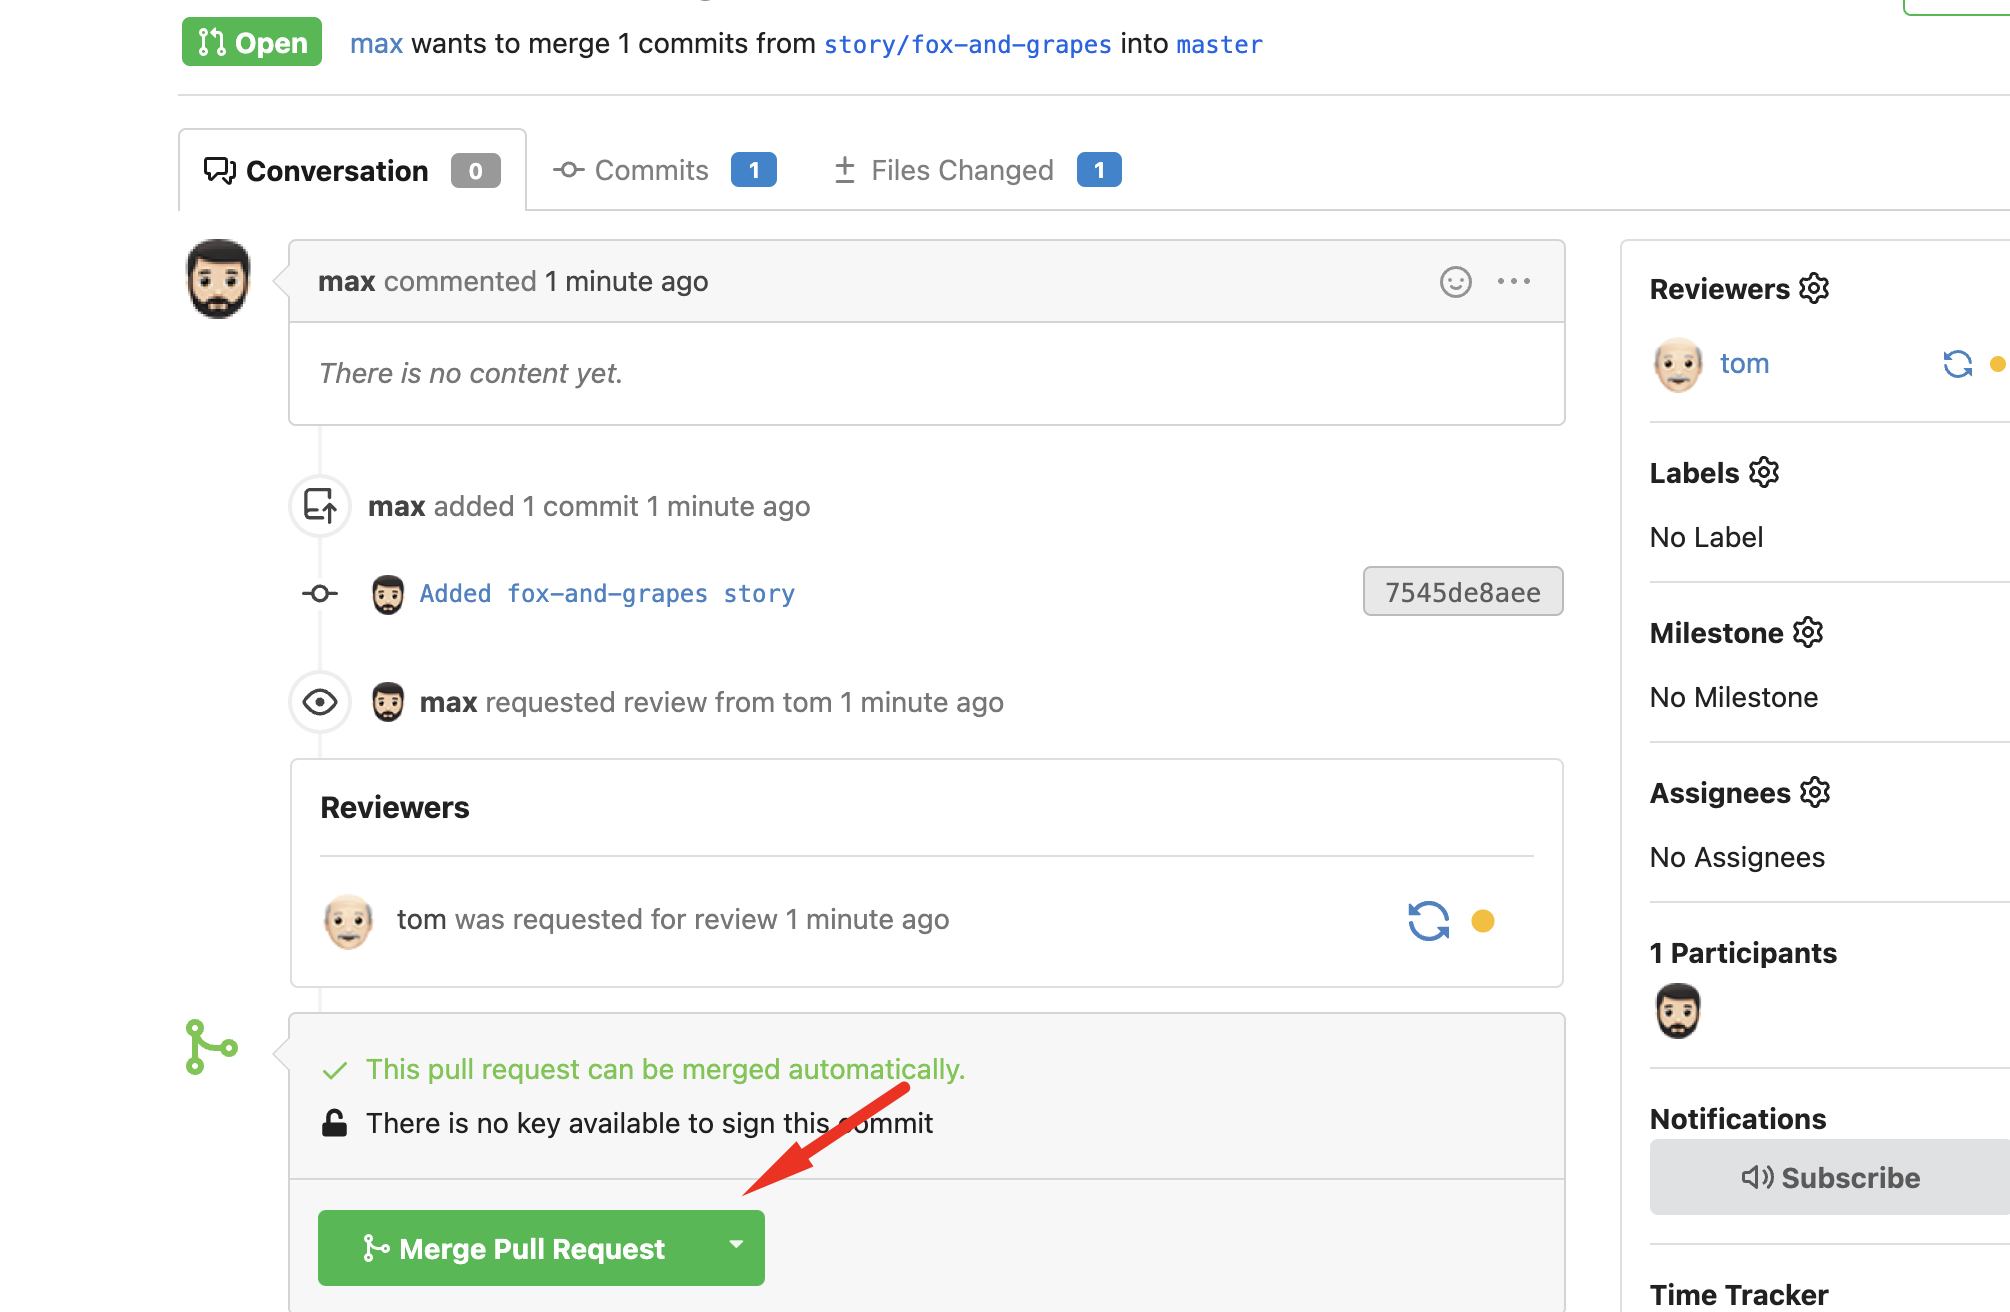 Open max wants to merge 1 commits from story/fox-and-grapes into master
Conversation 0 Commits 1 Files Changed 1
max commented 1 minute ago
There is no content yet.
max added 1 commit 1 minute ago
Added fox-and-grapes story 7545de8aee
max requested review from tom 1 minute ago
Reviewers
tom was requested for review 1 minute ago
This pull request can be merged automatically.
There is no key available to sign this commit
Merge Pull Request
Reviewers
tom
Labels
No Label
Milestone
No Milestone
Assignees
No Assignees
1 Participants
Notifications
Subscribe
Time Tracker